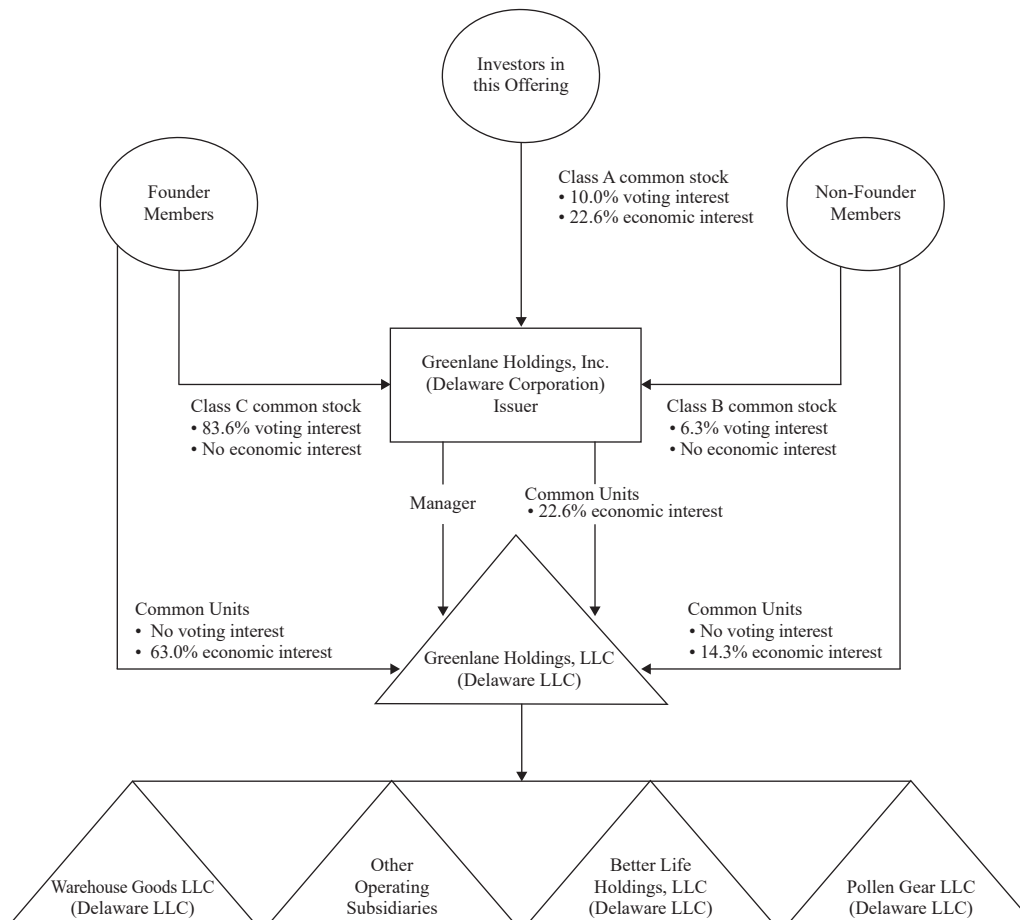 Investors in
this Offering
Founder
Members
Class A common stock
• 10.0% voting interest
• 22.6% economic interest
Non-Founder
Members
Greenlane Holdings, Inc.
(Delaware Corporation)
Issuer
Class C common stock
• 83.6% voting interest
• No economic interest
Class B common stock
• 6.3% voting interest
• No economic interest
Manager
Common Units
• 22.6% economic interest
Common Units
• No voting interest
• 63.0% economic interest
Common Units
• No voting interest
• 14.3% economic interest
Greenlane Holdings, LLC
(Delaware LLC)
Warehouse Goods LLC
(Delaware LLC)
Other
Operating
Subsidiaries
Better Life
Holdings, LLC
(Delaware LLC)
Pollen Gear LLC
(Delaware LLC)